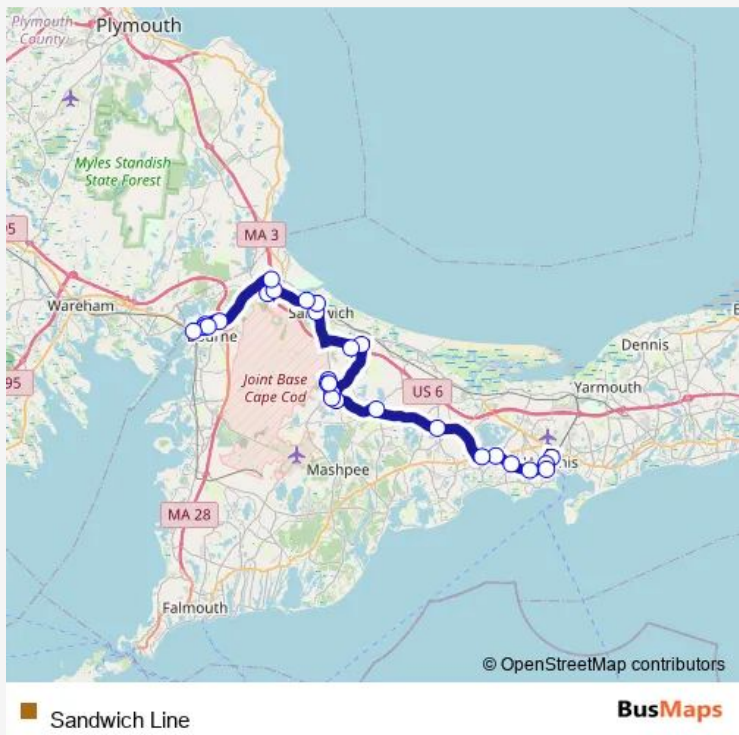 Plymouth
County
Plymouth
Myles Standish
State Forest
95
MA 3
Wareham
Sandwich
Dennis
95
Joint Base
Cape Cod
US 6
Yarmouth
Mashpee
MA 28
Falmouth
© OpenStreetMap contributors
Sandwich Line
BusMaps